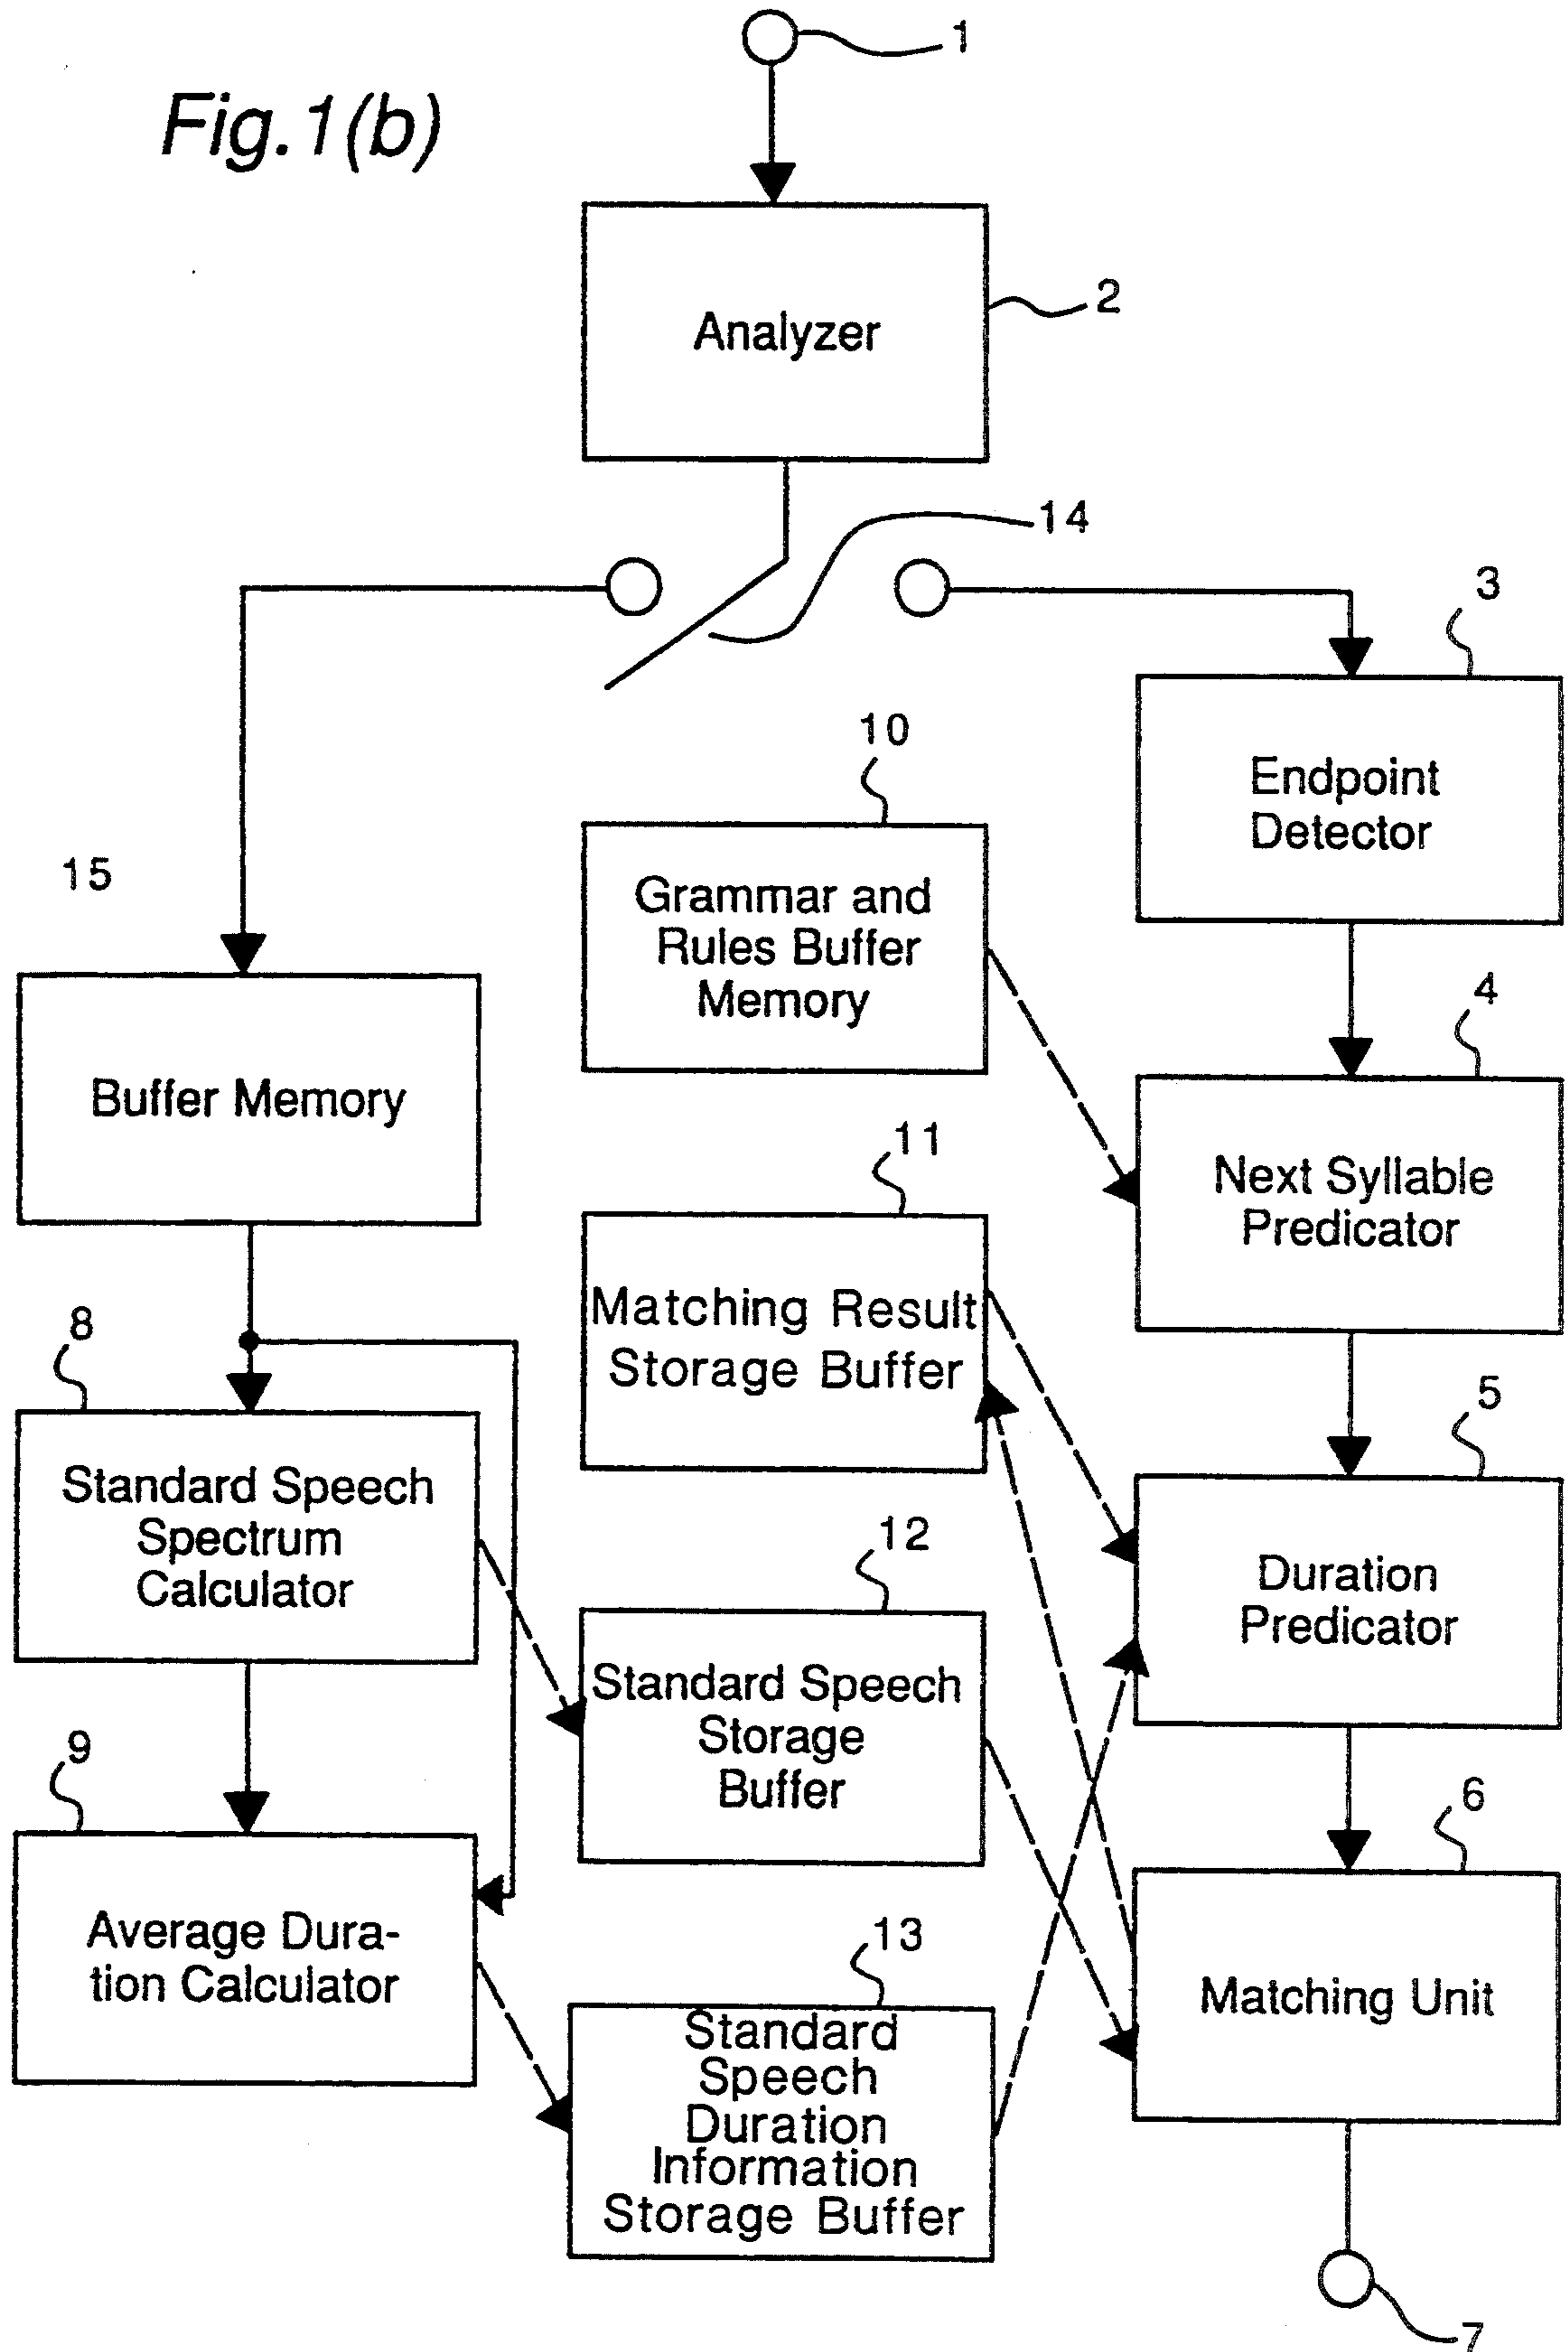 1
Fig.1(b)
2
Analyzer
14
3
10
Endpoint
Detector
15
Grammar and
Rules Buffer
Memory
4
Buffer Memory
11
Next Syllable
Predicator
8
Matching Result
Storage Buffer
5
Standard Speech
Spectrum
Calculator
12
Duration
Predicator
Standard Speech
Storage
Buffer
9
6
Average Dura-
tion Calculator
13
Matching Unit
Standard
Speech
Duration
Information
Storage Buffer
7